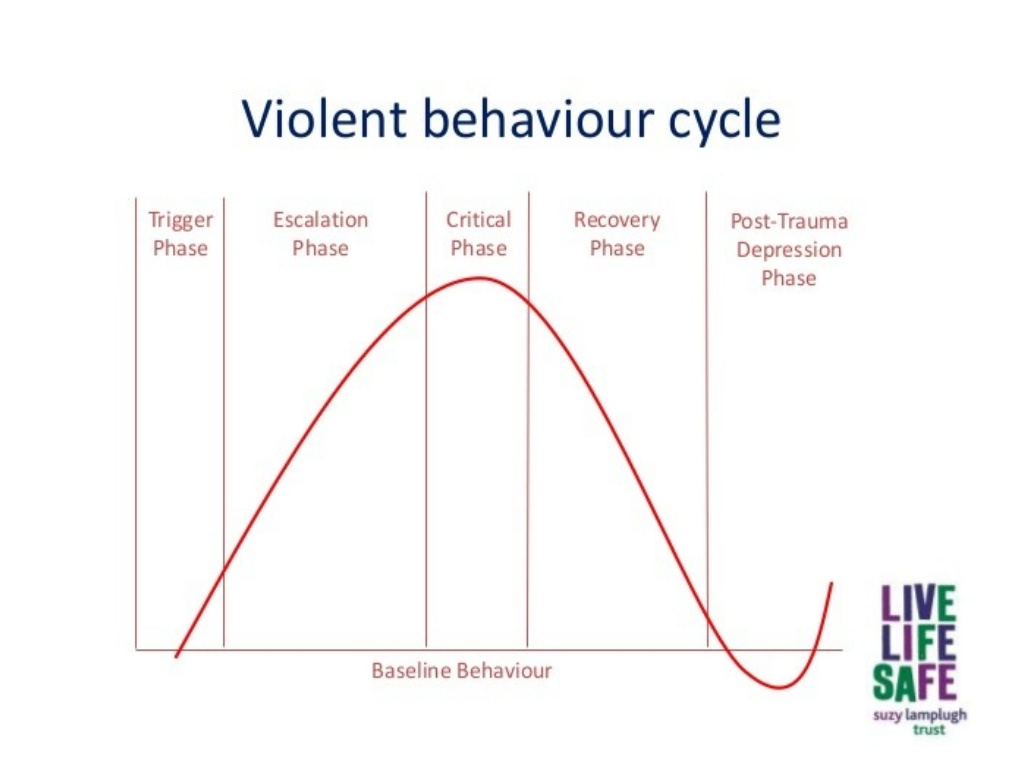 Violent behaviour cycle
Trigger
Phase
Escalation
Phase
Critical
Phase
Recovery
Phase
Post-Trauma
Depression
Phase
Baseline Behaviour
LIVE
LIFE
SAFE
suzy lamplugh
trust